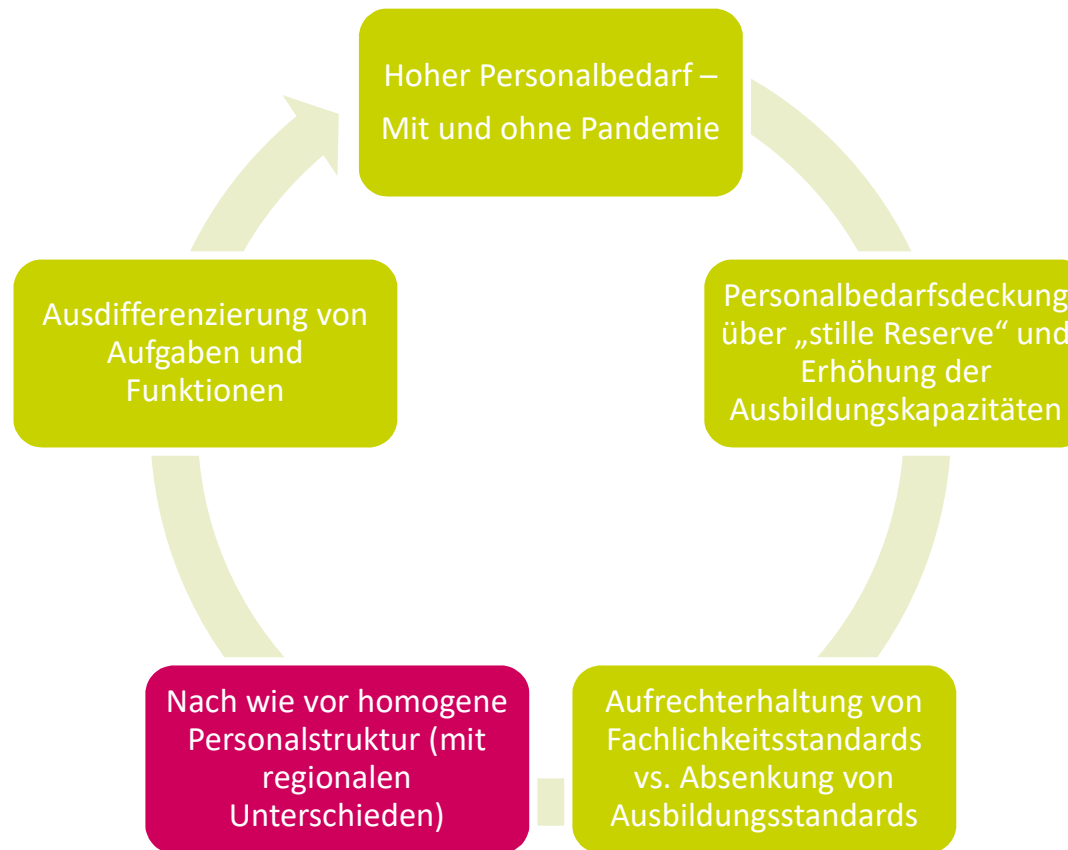 Hoher Personalbedarf –
Mit und ohne Pandemie
Personalbedarfsdeckung
über „stille Reserve“ und
Erhöhung der
Ausbildungskapazitäten
Aufrechterhaltung von
Fachlichkeitsstandards
vs. Absenkung von
Ausbildungsstandards
Nach wie vor homogene
Personalstruktur (mit
regionalen
Unterschieden)
Ausdifferenzierung von
Aufgaben und
Funktionen